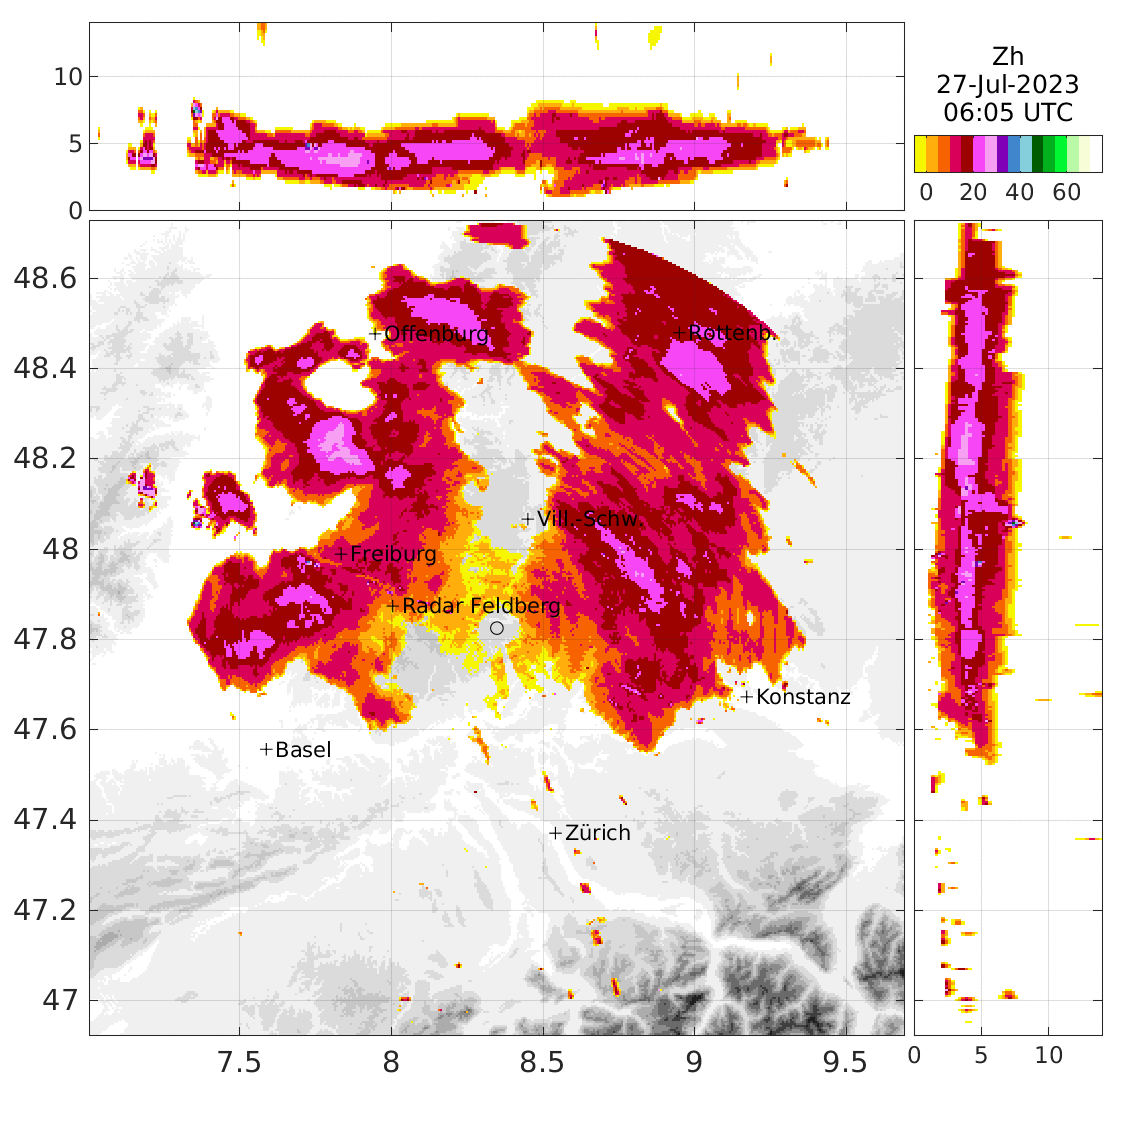 10
5
0
Zh
27-Jul-2023
06:05 UTC
0 20 40 60
48.6
48.4
48.2
48
47.8
47.6
47.4
47.2
47
+Offenburg
+Rottenb.
+Vill.-Schw.
+Freiburg
+Radar Feldberg
+Konstanz
+Basel
+Zürich
7.5 8 8.5 9 9.5
0 5 10